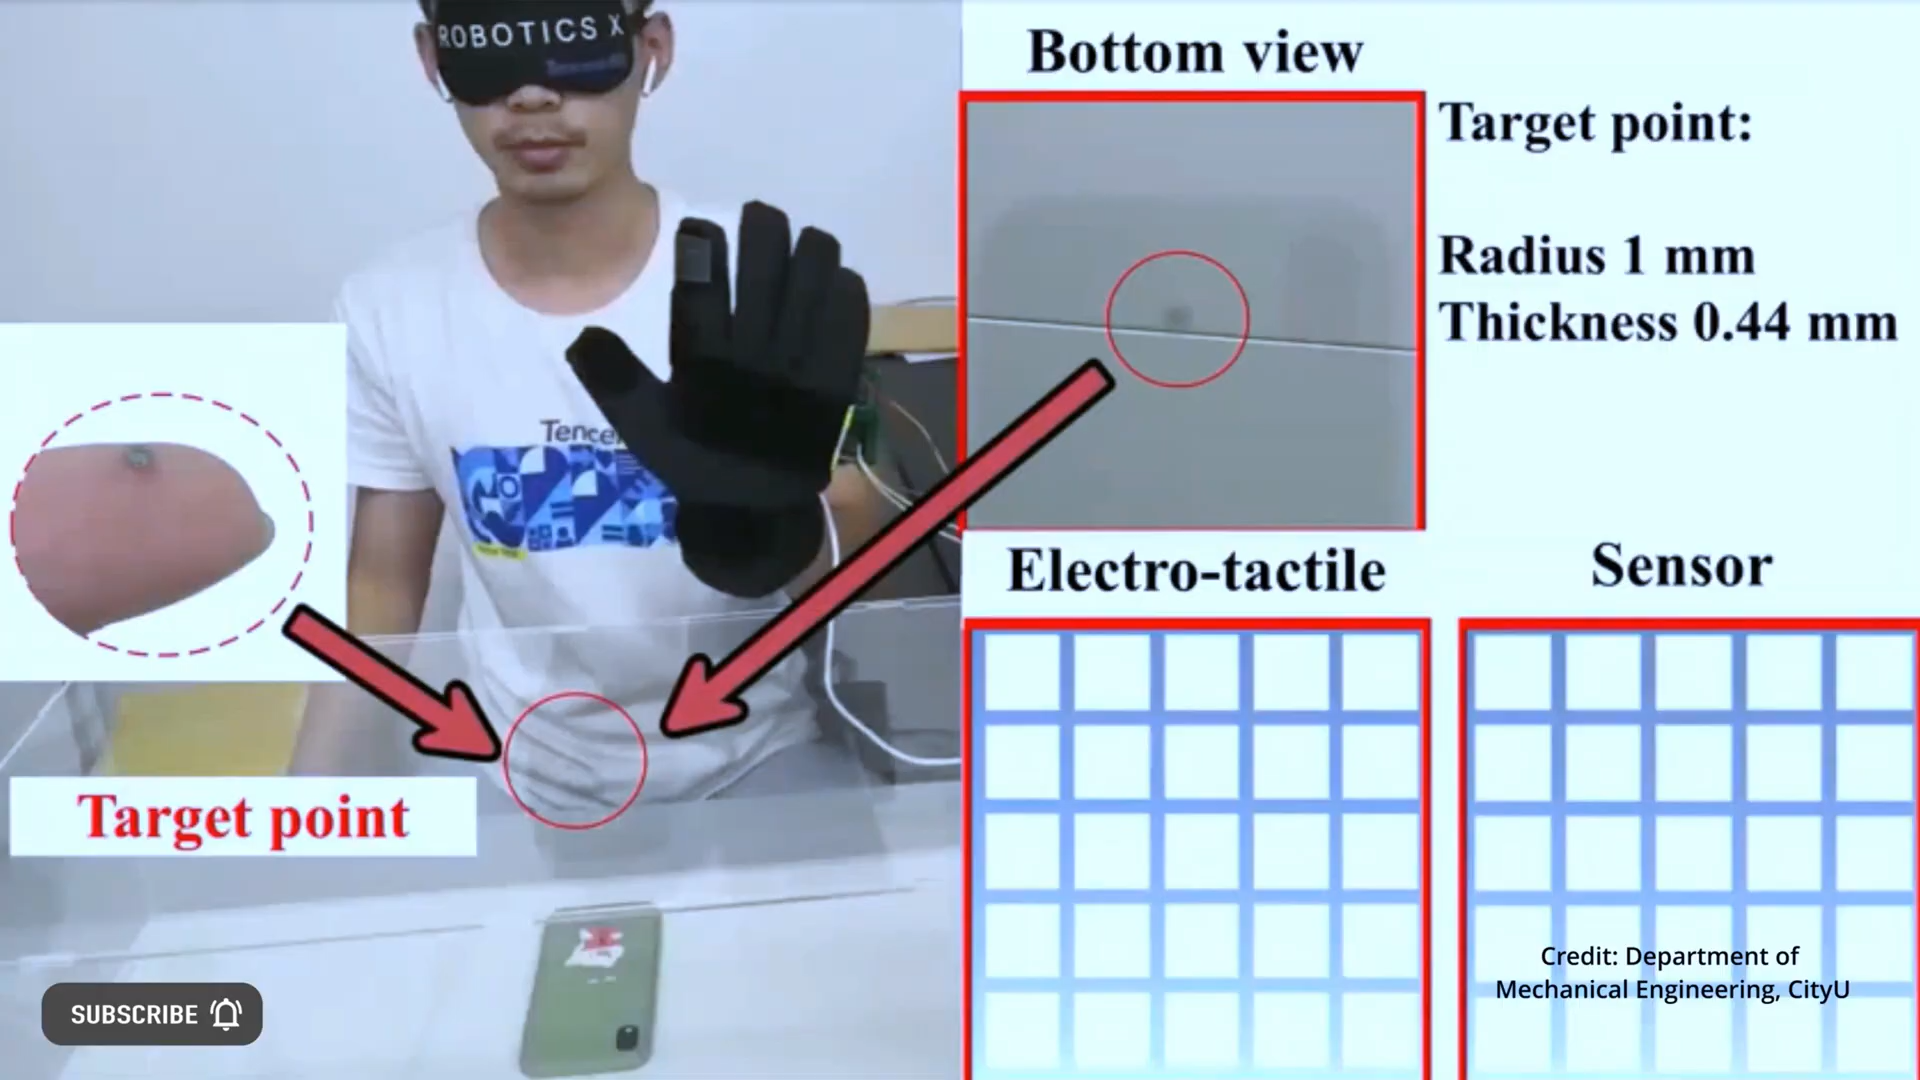 ROBOTICS X
Tencent
Bottom view
Target point:
Radius 1 mm
Thickness 0.44 mm
Electro-tactile
Sensor
Target point
Credit: Department of
Mechanical Engineering, CityU
SUBSCRIBE